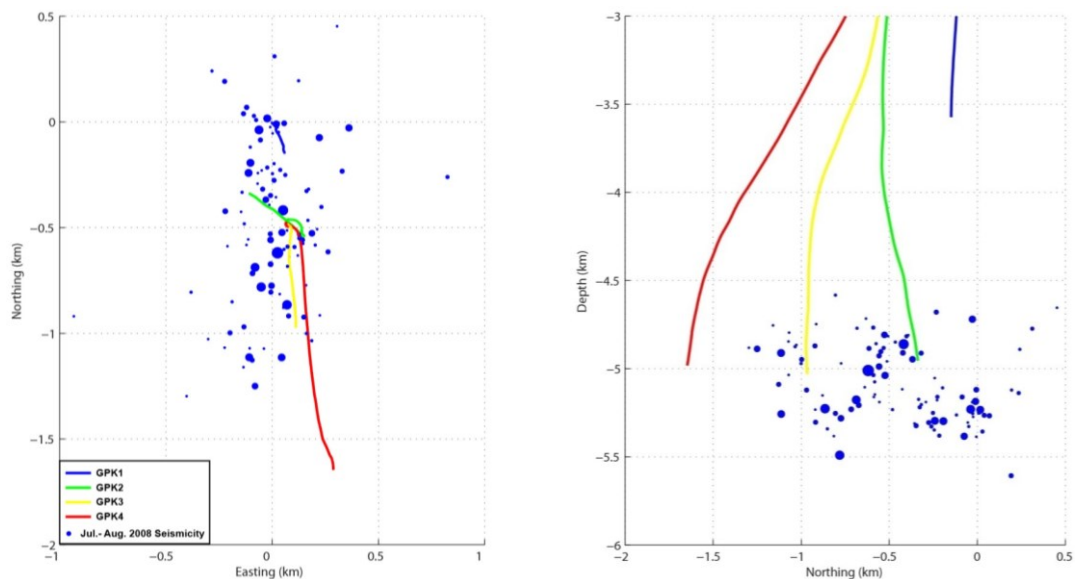 0.5
0
−0.5
−1
−1.5
−2
Northing (km)
−1
−0.5
0
0.5
1
Easting (km)
GPK1
GPK2
GPK3
GPK4
Jul.- Aug. 2008 Seismicity
−3
−3.5
−4
−4.5
−5
−5.5
−6
Depth (km)
−2
−1.5
−1
−0.5
0
0.5
Northing (km)